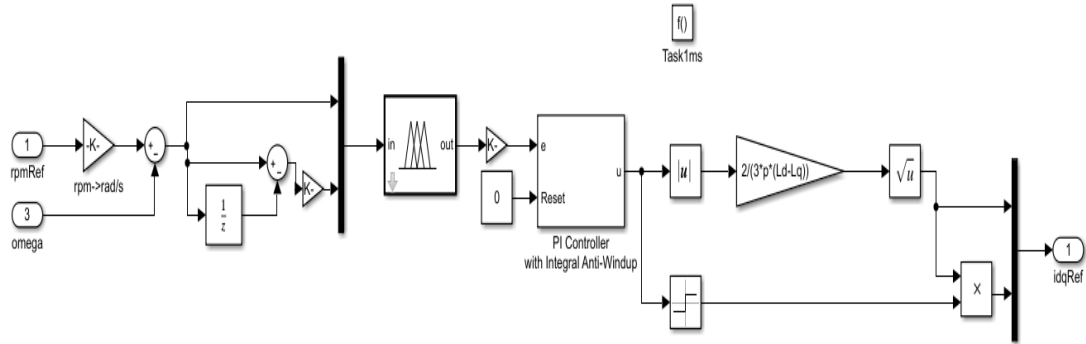 f()
Task1ms
1
rpmRef
-K-
rpm->rad/s
+
-
3
omega
1
z
+
-
K-
in
out
K-
0
e
Reset
u
PI Controller
with Integral Anti-Windup
|u|
2/(3*p*(Ld-Lq))
√u
×
1
idqRef